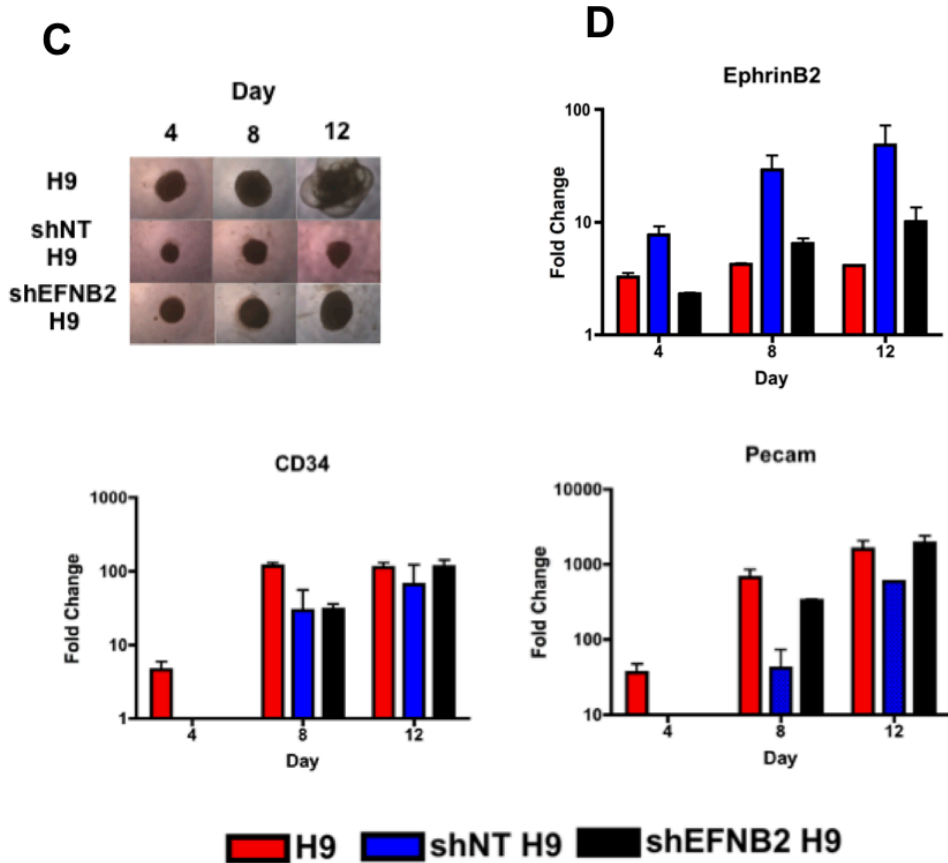 C
D
Day
4 8 12
H9
shNT
H9
shEFNB2
H9
EphrinB2
100
10
1
Fold Change
4 8 12
Day
CD34
1000
100
10
1
Fold Change
4 8 12
Day
Pecam
10000
1000
100
10
Fold Change
4 8 12
Day
H9 shNT H9 shEFNB2 H9